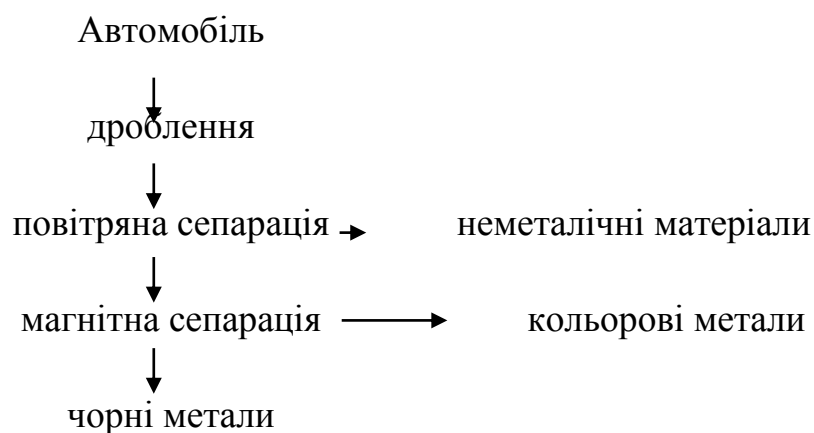 Автомобіль
дроблення
повітряна сепарація неметалічні матеріали
магнітна сепарація кольорові метали
чорні метали